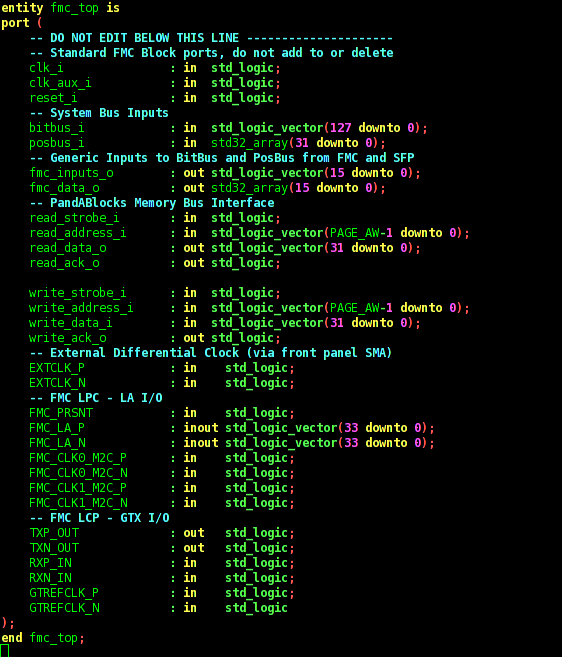 entity fmc_top is
port (
    -- DO NOT EDIT BELOW THIS LINE ---------------------
    -- Standard FMC Block ports, do not add to or delete
    clk_i               : in  std_logic;
    clk_aux_i           : in  std_logic;
    reset_i             : in  std_logic;
    -- System Bus Inputs
    bitbus_i            : in  std_logic_vector(127 downto 0);
    posbus_i            : in  std32_array(31 downto 0);
    -- Generic Inputs to BitBus and PosBus from FMC and SFP
    fmc_inputs_o        : out std_logic_vector(15 downto 0);
    fmc_data_o          : out std32_array(15 downto 0);
    -- PandABlocks Memory Bus Interface
    read_strobe_i       : in  std_logic;
    read_address_i      : in  std_logic_vector(PAGE_AW-1 downto 0);
    read_data_o         : out std_logic_vector(31 downto 0);
    read_ack_o          : out std_logic;

    write_strobe_i      : in  std_logic;
    write_address_i     : in  std_logic_vector(PAGE_AW-1 downto 0);
    write_data_i        : in  std_logic_vector(31 downto 0);
    write_ack_o         : out std_logic;
    -- External Differential Clock (via front panel SMA)
    EXTCLK_P            : in    std_logic;
    EXTCLK_N            : in    std_logic;
    -- FMC LPC - LA I/O
    FMC_PRSNT           : in    std_logic;
    FMC_LA_P            : inout std_logic_vector(33 downto 0);
    FMC_LA_N            : inout std_logic_vector(33 downto 0);
    FMC_CLK0_M2C_P      : in    std_logic;
    FMC_CLK0_M2C_N      : in    std_logic;
    FMC_CLK1_M2C_P      : in    std_logic;
    FMC_CLK1_M2C_N      : in    std_logic;
    -- FMC LCP - GTX I/O
    TXP_OUT             : out   std_logic;
    TXN_OUT             : out   std_logic;
    RXP_IN              : in    std_logic;
    RXN_IN              : in    std_logic;
    GTREFCLK_P          : in    std_logic;
    GTREFCLK_N          : in    std_logic
);
end fmc_top;